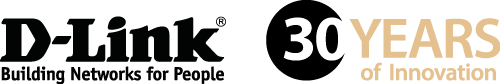 D-Link®
Building Networks for People
30 YEARS
of Innovation